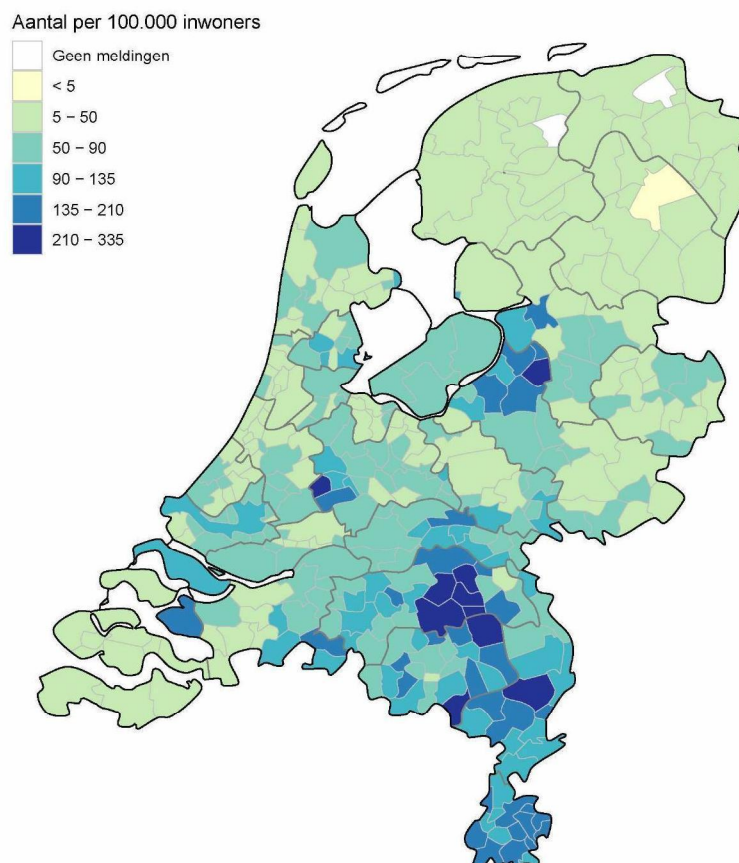 Aantal per 100.000 inwoners
Geen meldingen
< 5
5 – 50
50 – 90
90 – 135
135 – 210
210 – 335